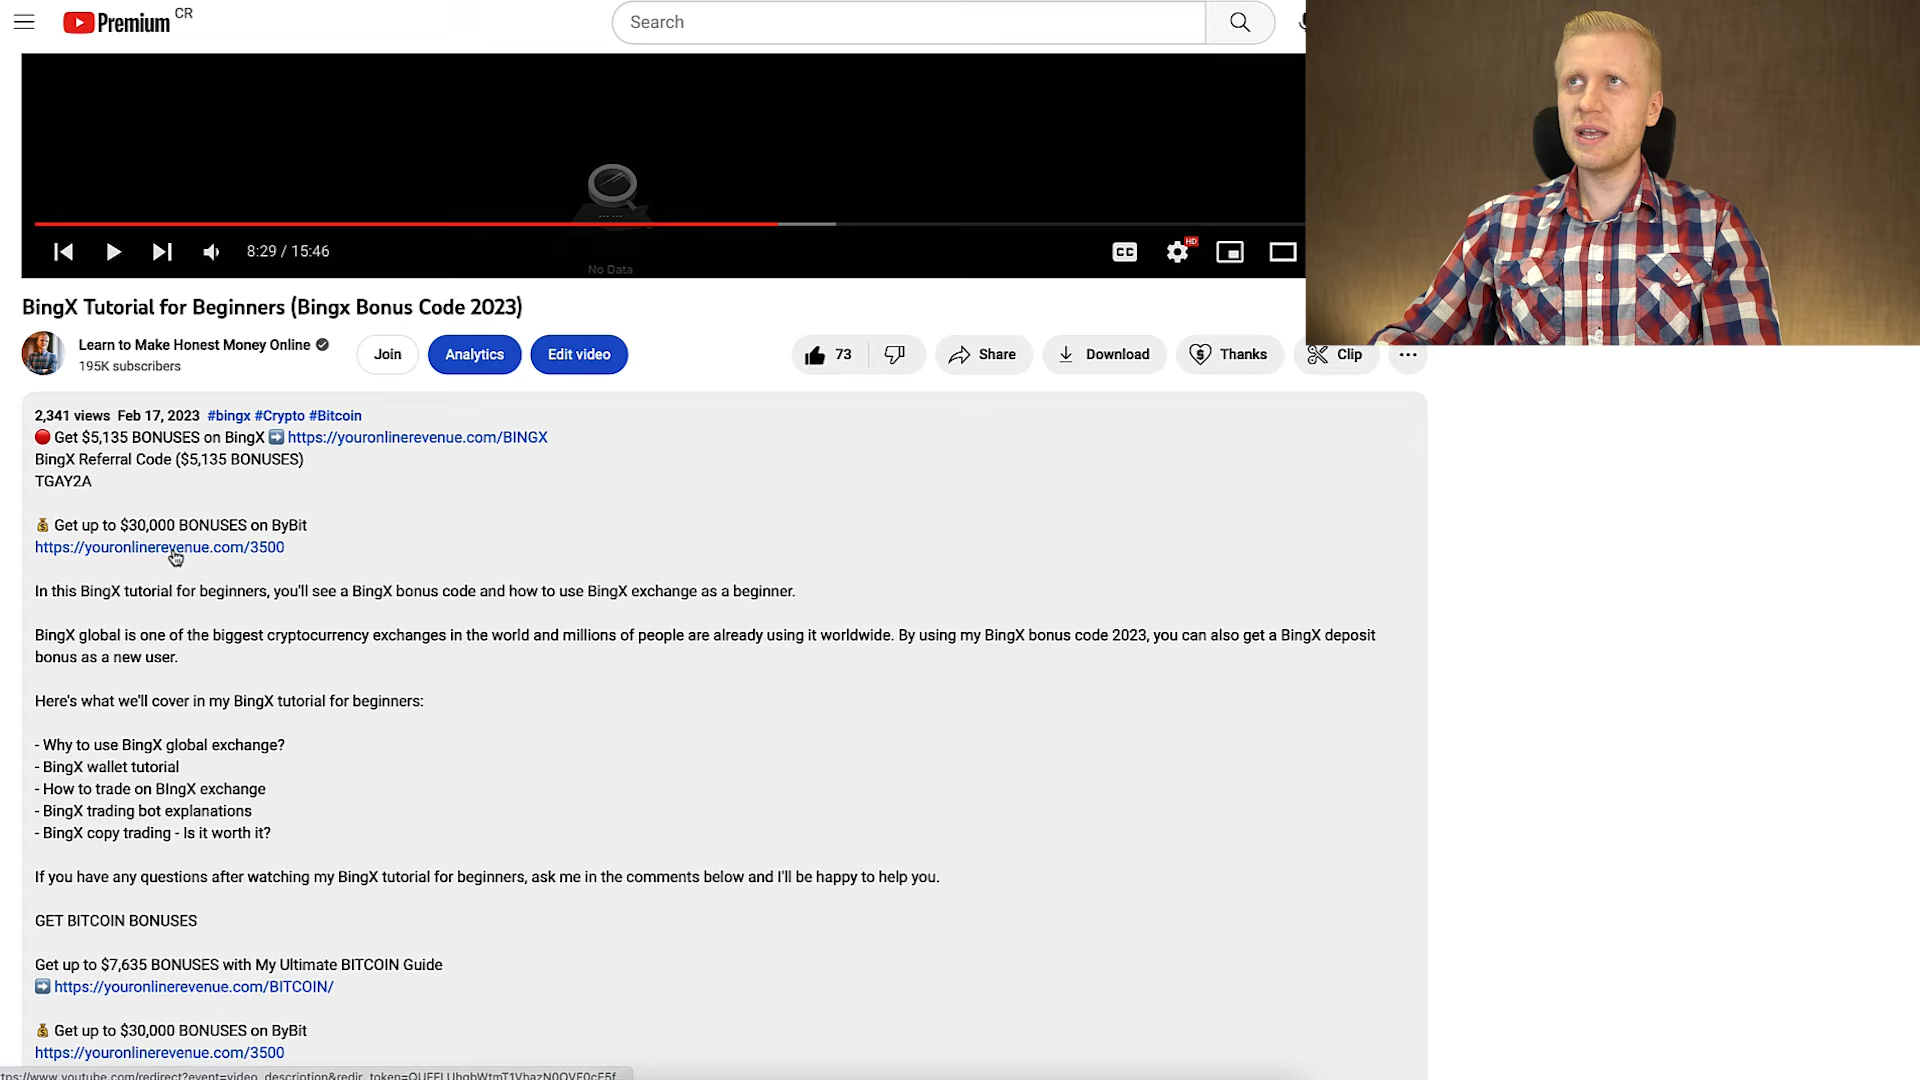 Premium CR
Search
8:29 / 15:46
CC
HD
No Data
BingX Tutorial for Beginners (Bingx Bonus Code 2023)
Learn to Make Honest Money Online
195K subscribers
Join
Analytics
Edit video
73
Share
Download
Thanks
Clip
2,341 views Feb 17, 2023 #bingx #Crypto #Bitcoin
Get $5,135 BONUSES on BingX https://youronlinerevenue.com/BINGX
BingX Referral Code ($5,135 BONUSES)
TGAY2A
Get up to $30,000 BONUSES on ByBit
https://youronlinerevenue.com/3500
In this BingX tutorial for beginners, you'll see a BingX bonus code and how to use BingX exchange as a beginner.
BingX global is one of the biggest cryptocurrency exchanges in the world and millions of people are already using it worldwide. By using my BingX bonus code 2023, you can also get a BingX deposit
bonus as a new user.
Here's what we'll cover in my BingX tutorial for beginners:
- Why to use BingX global exchange?
- BingX wallet tutorial
- How to trade on BIngX exchange
- BingX trading bot explanations
- BingX copy trading - Is it worth it?
If you have any questions after watching my BingX tutorial for beginners, ask me in the comments below and I'll be happy to help you.
GET BITCOIN BONUSES
Get up to $7,635 BONUSES with My Ultimate BITCOIN Guide
https://youronlinerevenue.com/BITCOIN/
Get up to $30,000 BONUSES on ByBit
https://youronlinerevenue.com/3500